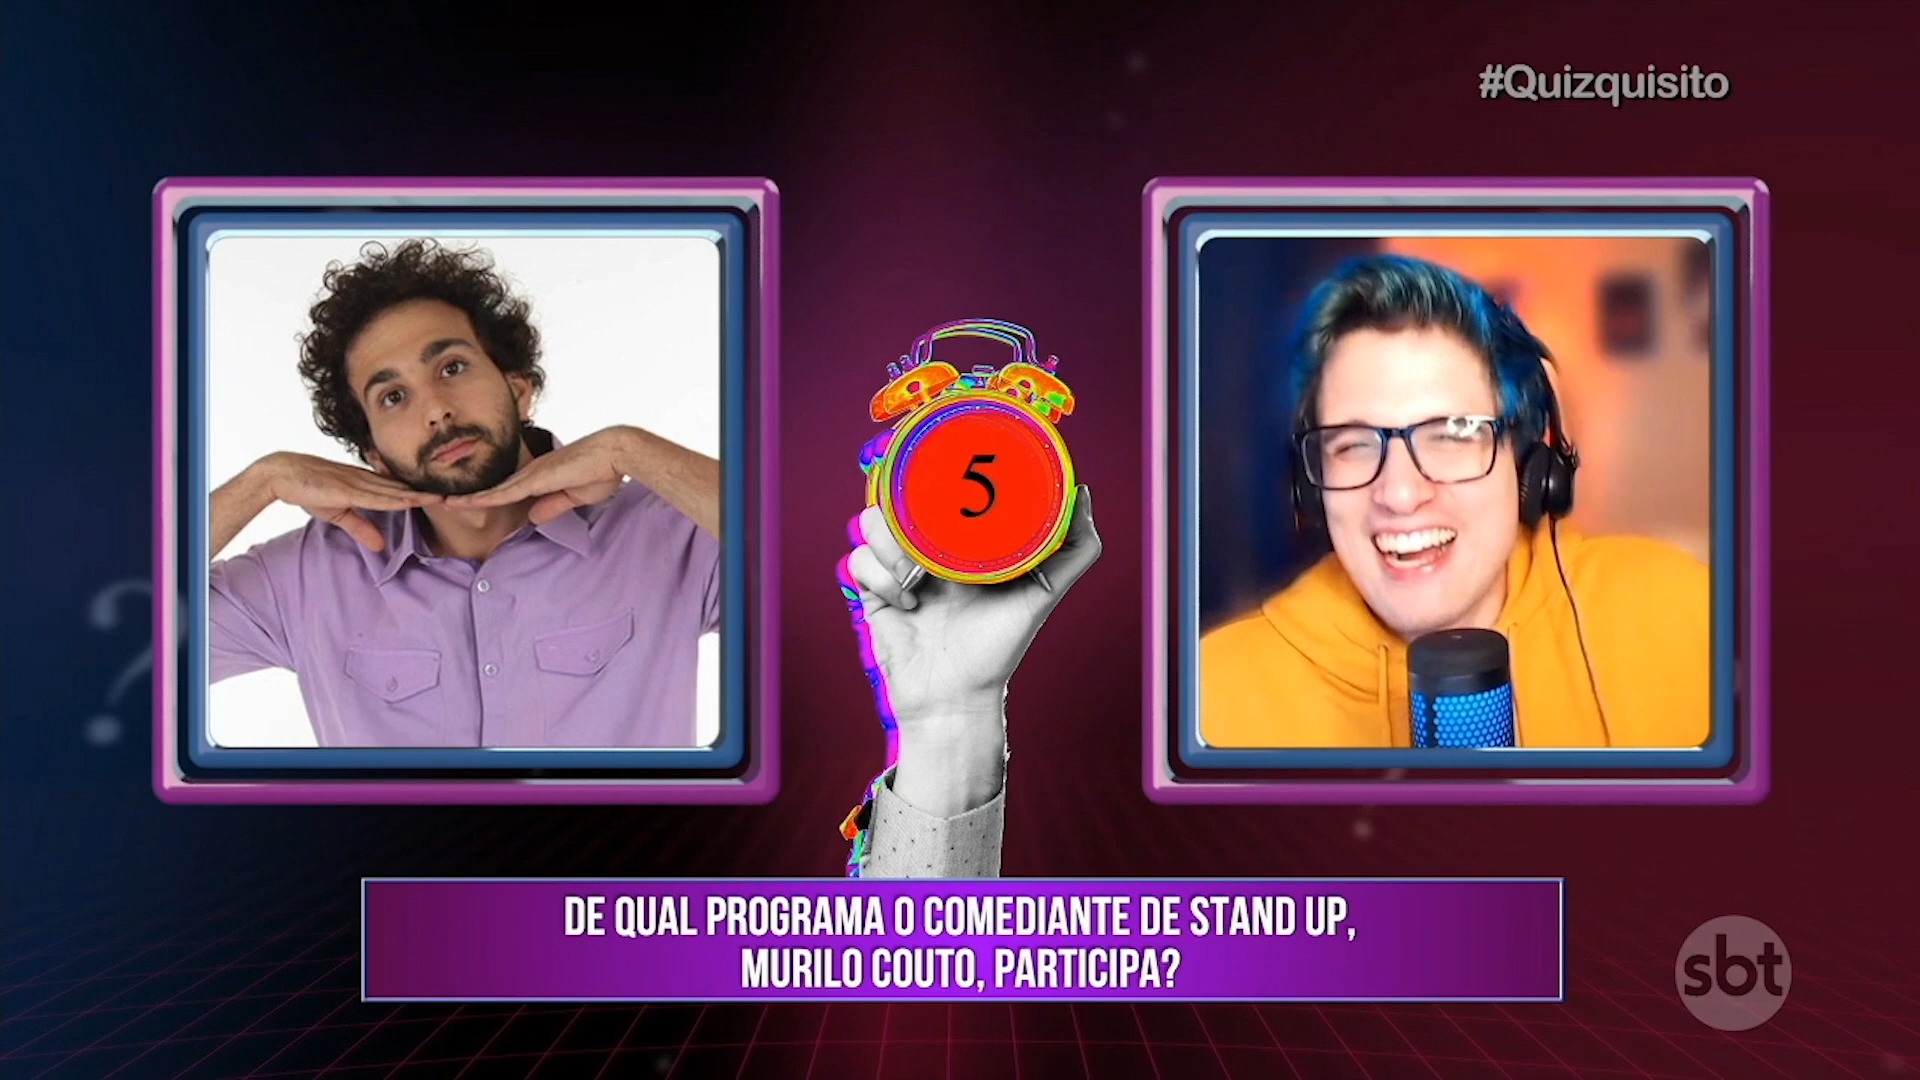 #Quizquisito
5
DE QUAL PROGRAMA O COMEDIANTE DE STAND UP,
MURILO COUTO, PARTICIPA?
sbt